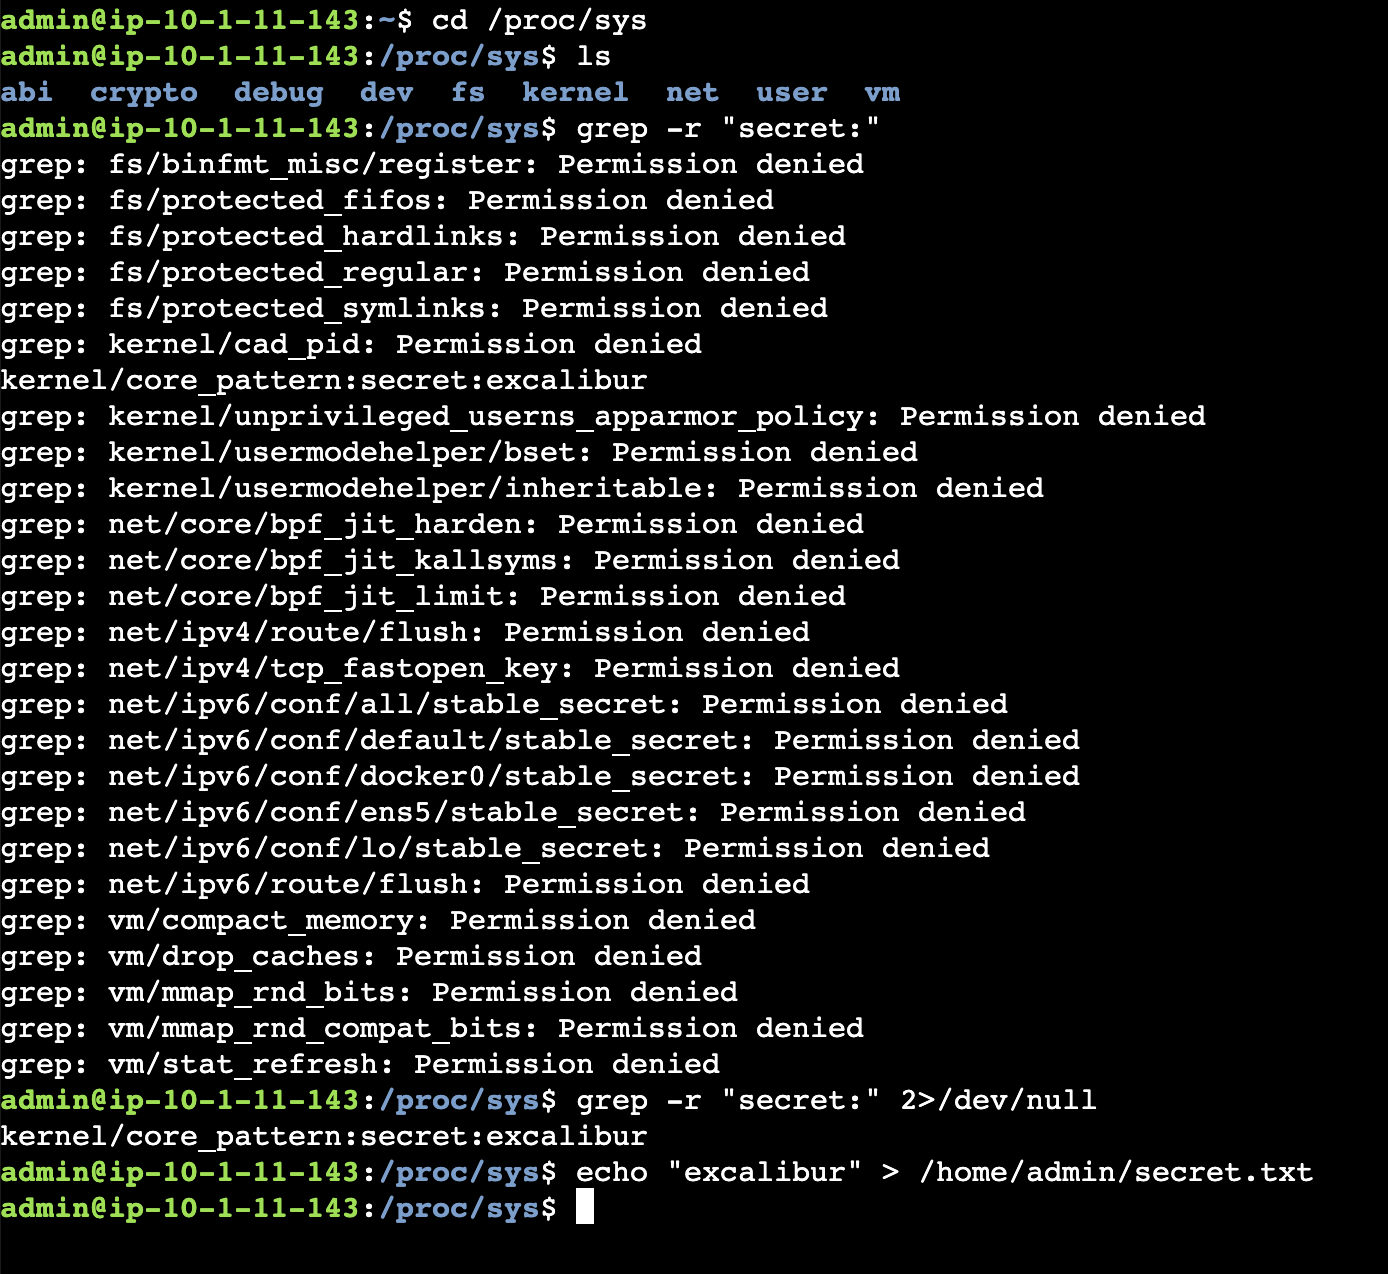 admin@ip-10-1-11-143:~$ cd /proc/sys
admin@ip-10-1-11-143:/proc/sys$ ls
abi  crypto  debug  dev  fs  kernel  net  user  vm
admin@ip-10-1-11-143:/proc/sys$ grep -r "secret:"
grep: fs/binfmt_misc/register: Permission denied
grep: fs/protected_fifos: Permission denied
grep: fs/protected_hardlinks: Permission denied
grep: fs/protected_regular: Permission denied
grep: fs/protected_symlinks: Permission denied
grep: kernel/cad_pid: Permission denied
kernel/core_pattern:secret:excalibur
grep: kernel/unprivileged_userns_apparmor_policy: Permission denied
grep: kernel/usermodehelper/bset: Permission denied
grep: kernel/usermodehelper/inheritable: Permission denied
grep: net/core/bpf_jit_harden: Permission denied
grep: net/core/bpf_jit_kallsyms: Permission denied
grep: net/core/bpf_jit_limit: Permission denied
grep: net/ipv4/route/flush: Permission denied
grep: net/ipv4/tcp_fastopen_key: Permission denied
grep: net/ipv6/conf/all/stable_secret: Permission denied
grep: net/ipv6/conf/default/stable_secret: Permission denied
grep: net/ipv6/conf/docker0/stable_secret: Permission denied
grep: net/ipv6/conf/ens5/stable_secret: Permission denied
grep: net/ipv6/conf/lo/stable_secret: Permission denied
grep: net/ipv6/route/flush: Permission denied
grep: vm/compact_memory: Permission denied
grep: vm/drop_caches: Permission denied
grep: vm/mmap_rnd_bits: Permission denied
grep: vm/mmap_rnd_compat_bits: Permission denied
grep: vm/stat_refresh: Permission denied
admin@ip-10-1-11-143:/proc/sys$ grep -r "secret:" 2>/dev/null
kernel/core_pattern:secret:excalibur
admin@ip-10-1-11-143:/proc/sys$ echo "excalibur" > /home/admin/secret.txt
admin@ip-10-1-11-143:/proc/sys$